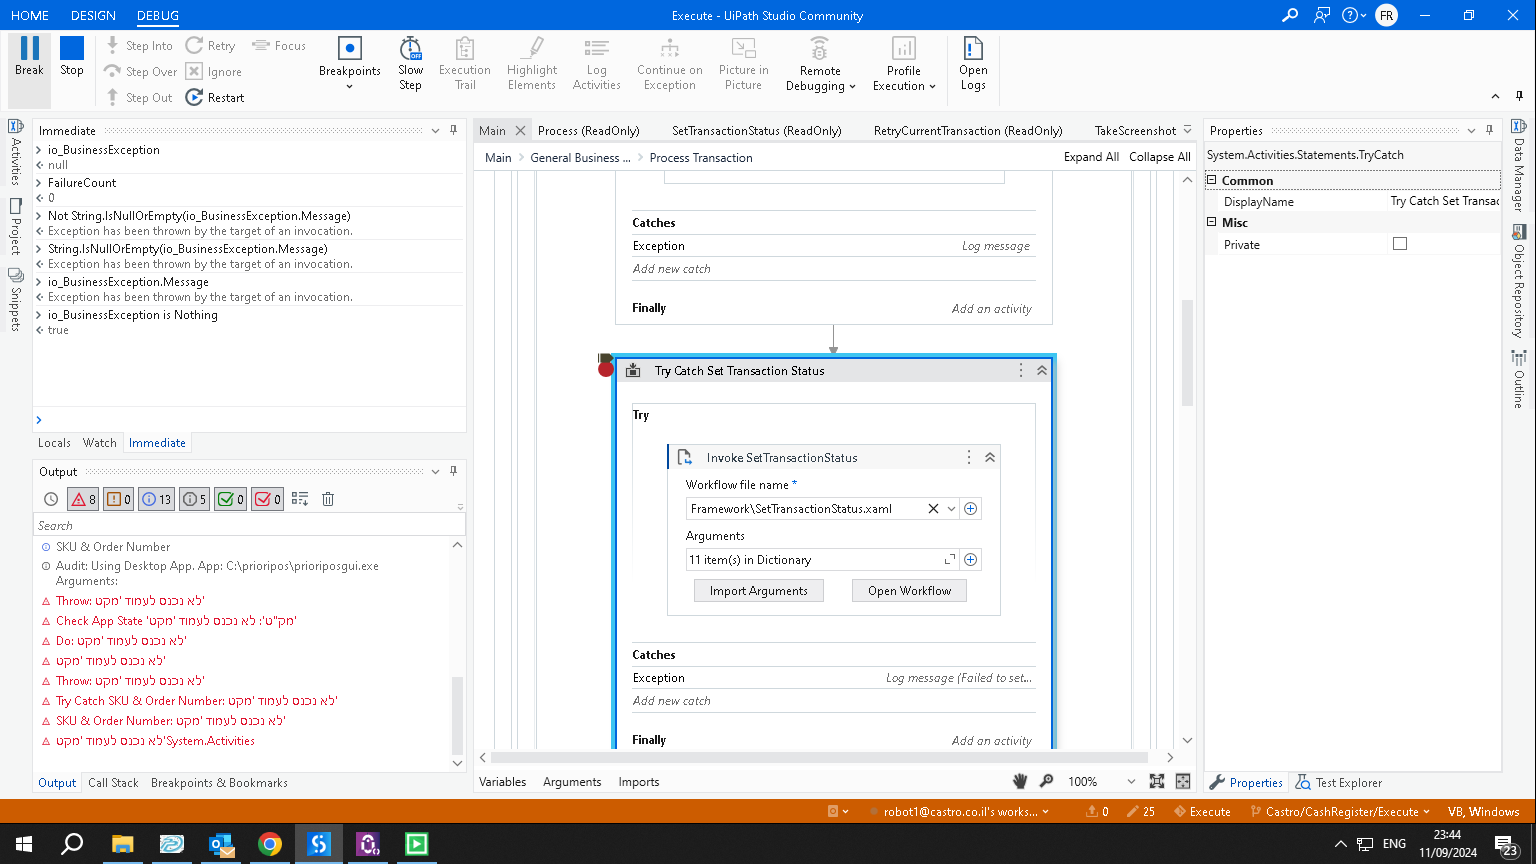 HOME DESIGN DEBUG
Execute - UiPath Studio Community
FR
Break
Stop
Step Into
Step Over
Step Out
Retry
Ignore
Restart
Focus
Breakpoints
Slow Step
Execution Trail
Highlight Elements
Log Activities
Continue on Exception
Picture in Picture
Remote Debugging
Profile Execution
Open Logs
Activities
Project
Snippets
Immediate
io_BusinessException
null
FailureCount
0
Not String.IsNullOrEmpty(io_BusinessException.Message)
Exception has been thrown by the target of an invocation.
String.IsNullOrEmpty(io_BusinessException.Message)
Exception has been thrown by the target of an invocation.
io_BusinessException.Message
Exception has been thrown by the target of an invocation.
io_BusinessException is Nothing
true
Locals Watch Immediate
Output
8 0 13 5 0 0
Search
SKU & Order Number
Audit: Using Desktop App. App: C:\prioripos\prioriposgui.exe
Arguments:
Throw: לא נכנס לעמוד 'מקט'
Check App State 'מק"ט': לא נכנס לעמוד 'מקט'
Do: לא נכנס לעמוד 'מקט'
לא נכנס לעמוד 'מקט'
Throw: לא נכנס לעמוד 'מקט'
Try Catch SKU & Order Number: לא נכנס לעמוד 'מקט'
SKU & Order Number: לא נכנס לעמוד 'מקט'
לא נכנס לעמוד 'מקט'System.Activities
Output Call Stack Breakpoints & Bookmarks
Main Process (ReadOnly) SetTransactionStatus (ReadOnly) RetryCurrentTransaction (ReadOnly) TakeScreenshot
Main General Business ... Process Transaction
Expand All Collapse All
Catches
Exception Log message
Add new catch
Finally Add an activity
Try Catch Set Transaction Status
Try
Invoke SetTransactionStatus
Workflow file name *
Framework\SetTransactionStatus.xaml
Arguments
11 item(s) in Dictionary
Import Arguments Open Workflow
Catches
Exception Log message (Failed to set...
Add new catch
Finally Add an activity
Variables Arguments Imports
100%
Properties
System.Activities.Statements.TryCatch
Common
DisplayName Try Catch Set Transac
Misc
Private
Properties Test Explorer
Data Manager
Object Repository
Outline
robot1@castro.co.il's works... 0 25 Execute Castro/CashRegister/Execute VB, Windows
ENG
23:44
11/09/2024
23